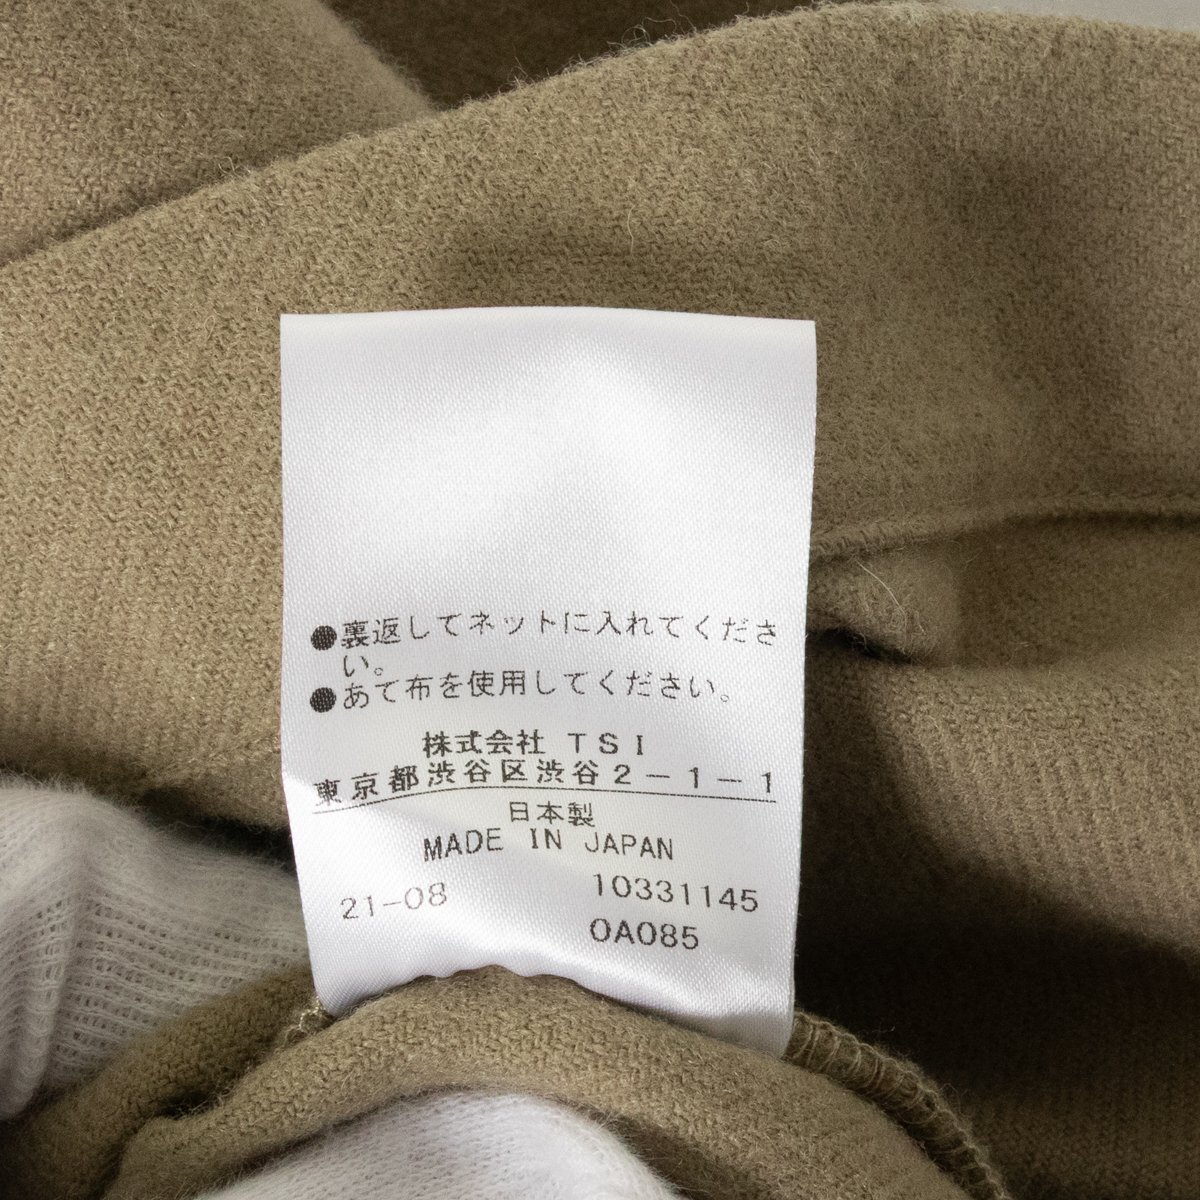 ●裏返してネットに入れてくださ
い。
●あて布を使用してください。
株式会社 TSI
東京都渋谷区渋谷2-1-1
日本製
MADE IN JAPAN
21-08 10331145
0A085